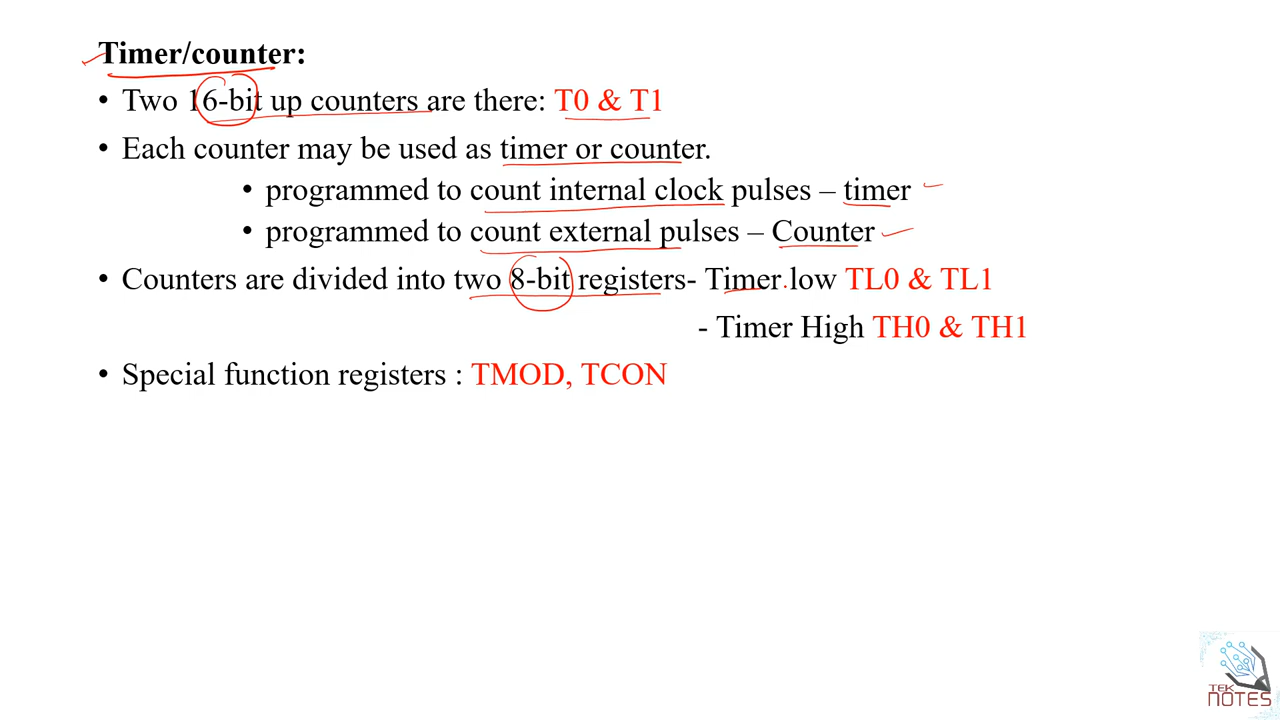 Timer/counter:
• Two 16-bit up counters are there: T0 & T1
• Each counter may be used as timer or counter.
• programmed to count internal clock pulses – timer
• programmed to count external pulses – Counter
• Counters are divided into two 8-bit registers- Timer low TL0 & TL1
- Timer High TH0 & TH1
• Special function registers : TMOD, TCON
TEK
NOTES